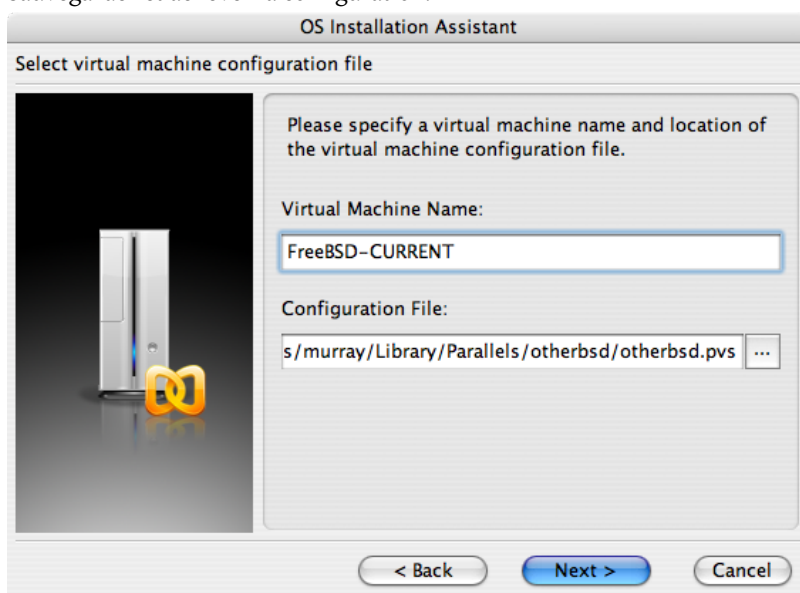 OS Installation Assistant
Select virtual machine configuration file
Please specify a virtual machine name and location of
the virtual machine configuration file.
Virtual Machine Name:
FreeBSD-CURRENT
Configuration File:
s/murray/Library/Parallels/otherbsd/otherbsd.pvs ...
< Back Next > Cancel